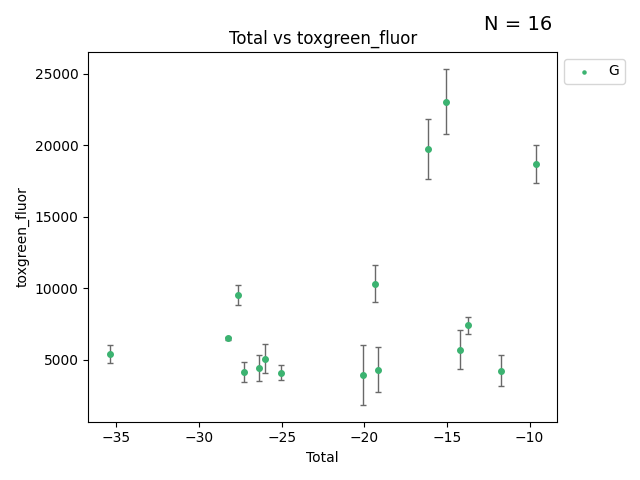 N = 16
Total vs toxgreen_fluor
G
25000
20000
15000
10000
5000
toxgreen_fluor
−35
−30
−25
−20
−15
−10
Total